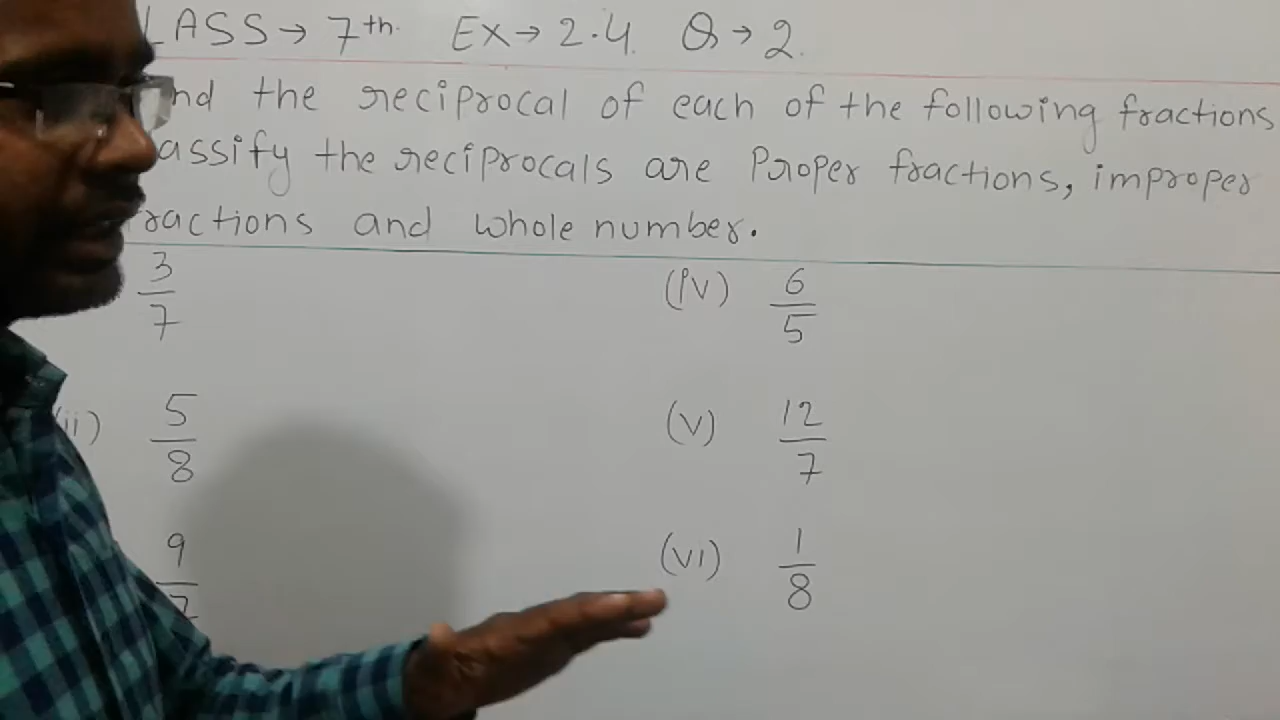 LASS → 7th. Ex → 2.4. Q → 2.
nd the reciprocal of each of the following fractions
assify the reciprocals are Proper fractions, improper
ractions and whole number.
3/7 (iv) 6/5
(ii) 5/8 (v) 12/7
9/7 (vi) 1/8